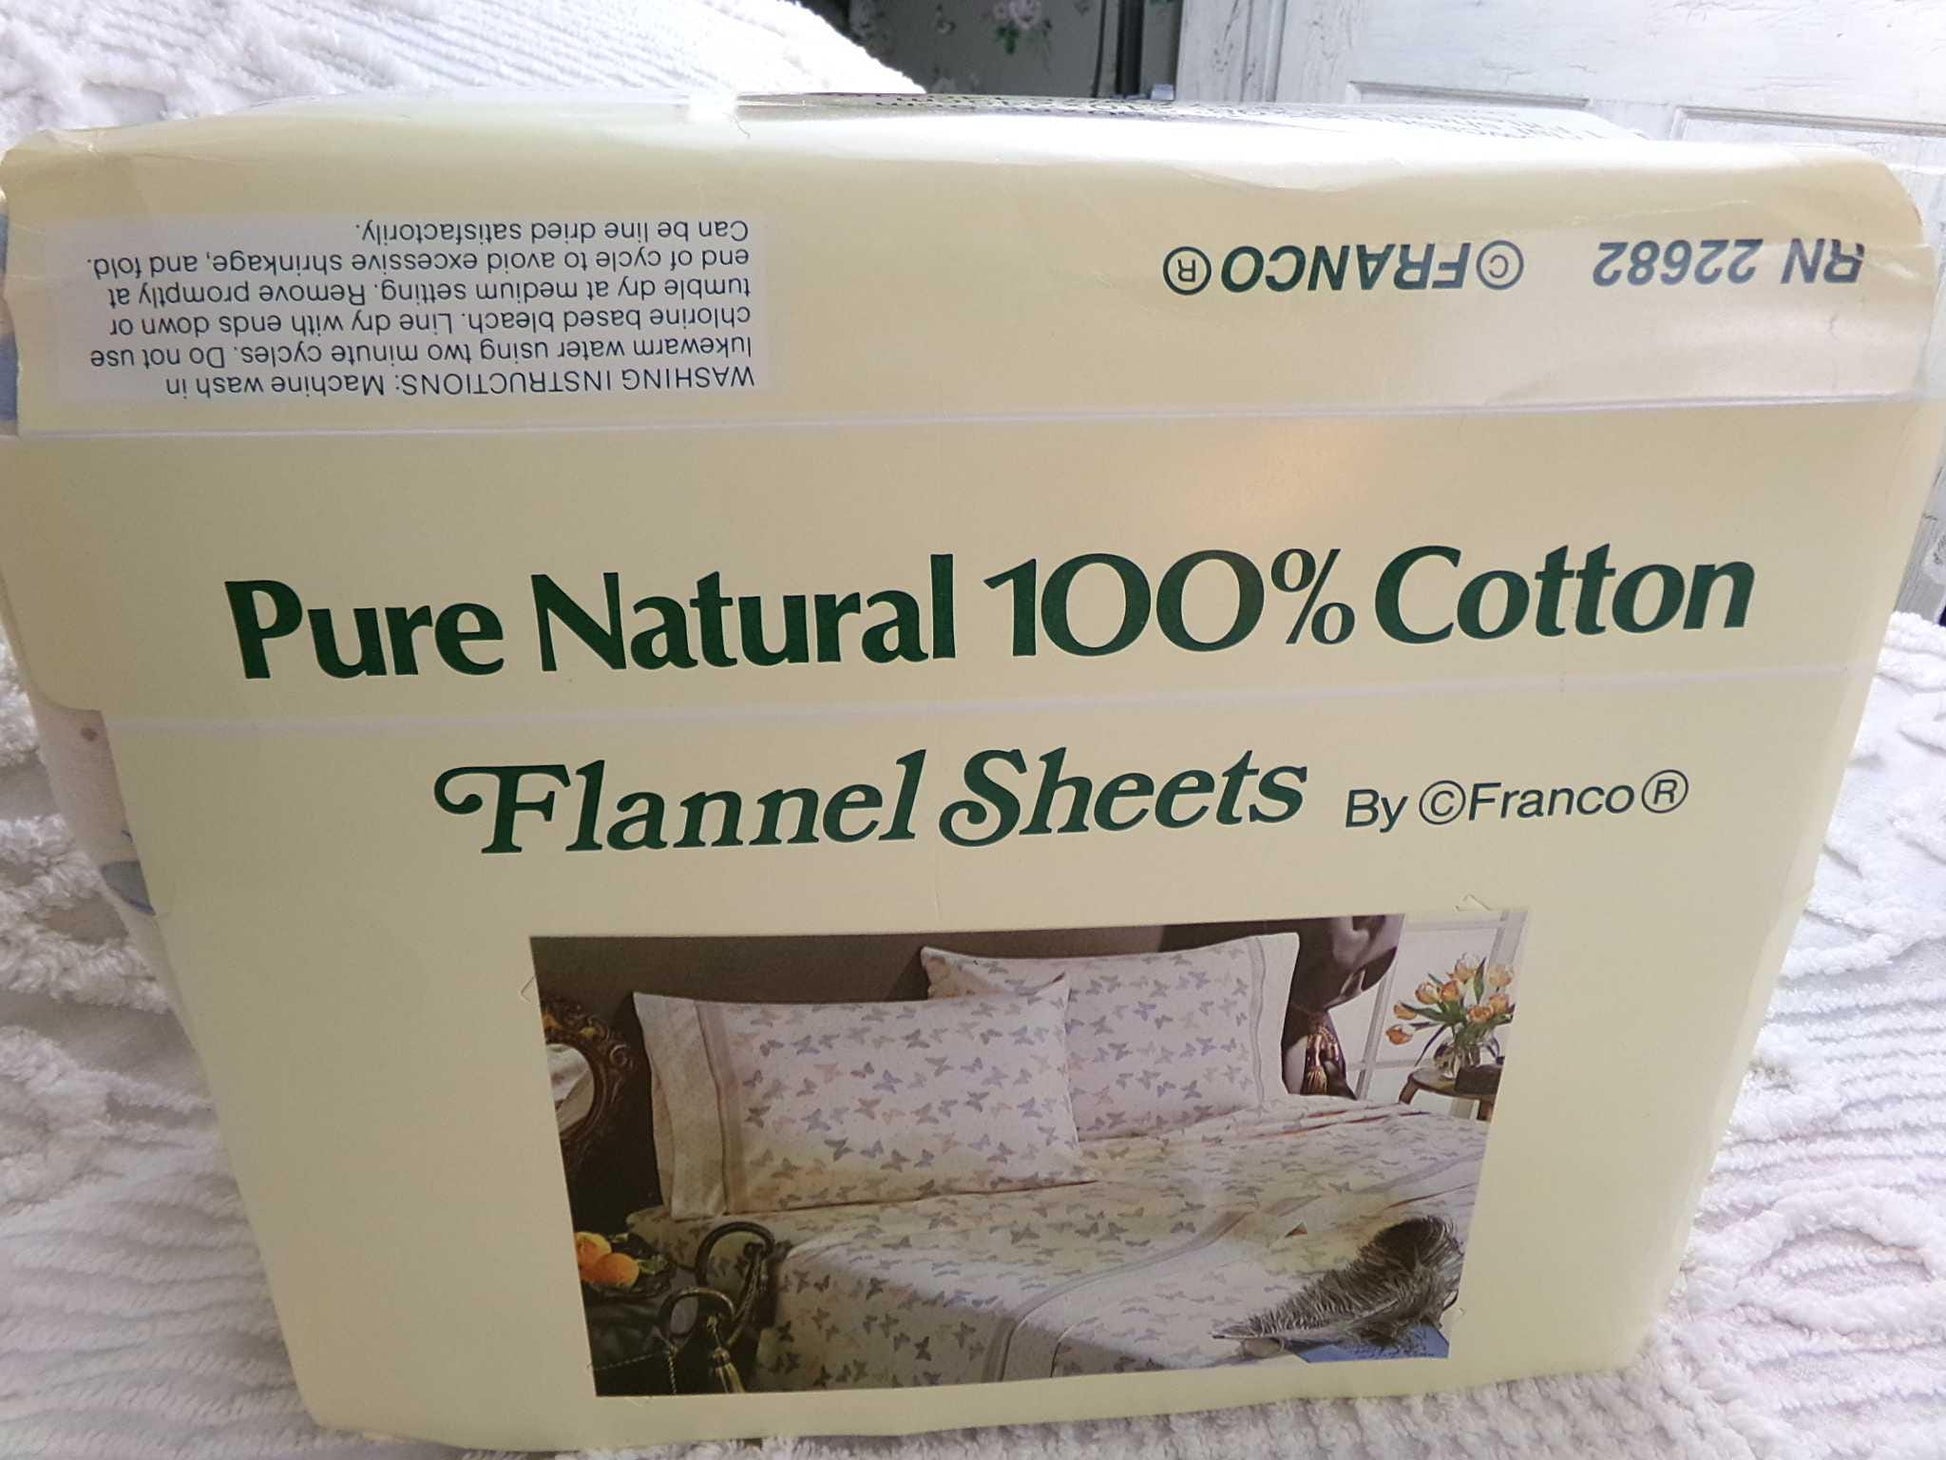 WASHING INSTRUCTIONS: Machine wash in
lukewarm water using two minute cycles. Do not use
chlorine based bleach. Line dry with ends down or
tumble dry at medium setting. Remove promptly at
end of cycle to avoid excessive shrinkage, and fold.
Can be line dried satisfactorily.
RN 22682 ©FRANCO®
Pure Natural 100% Cotton
Flannel Sheets By ©Franco®